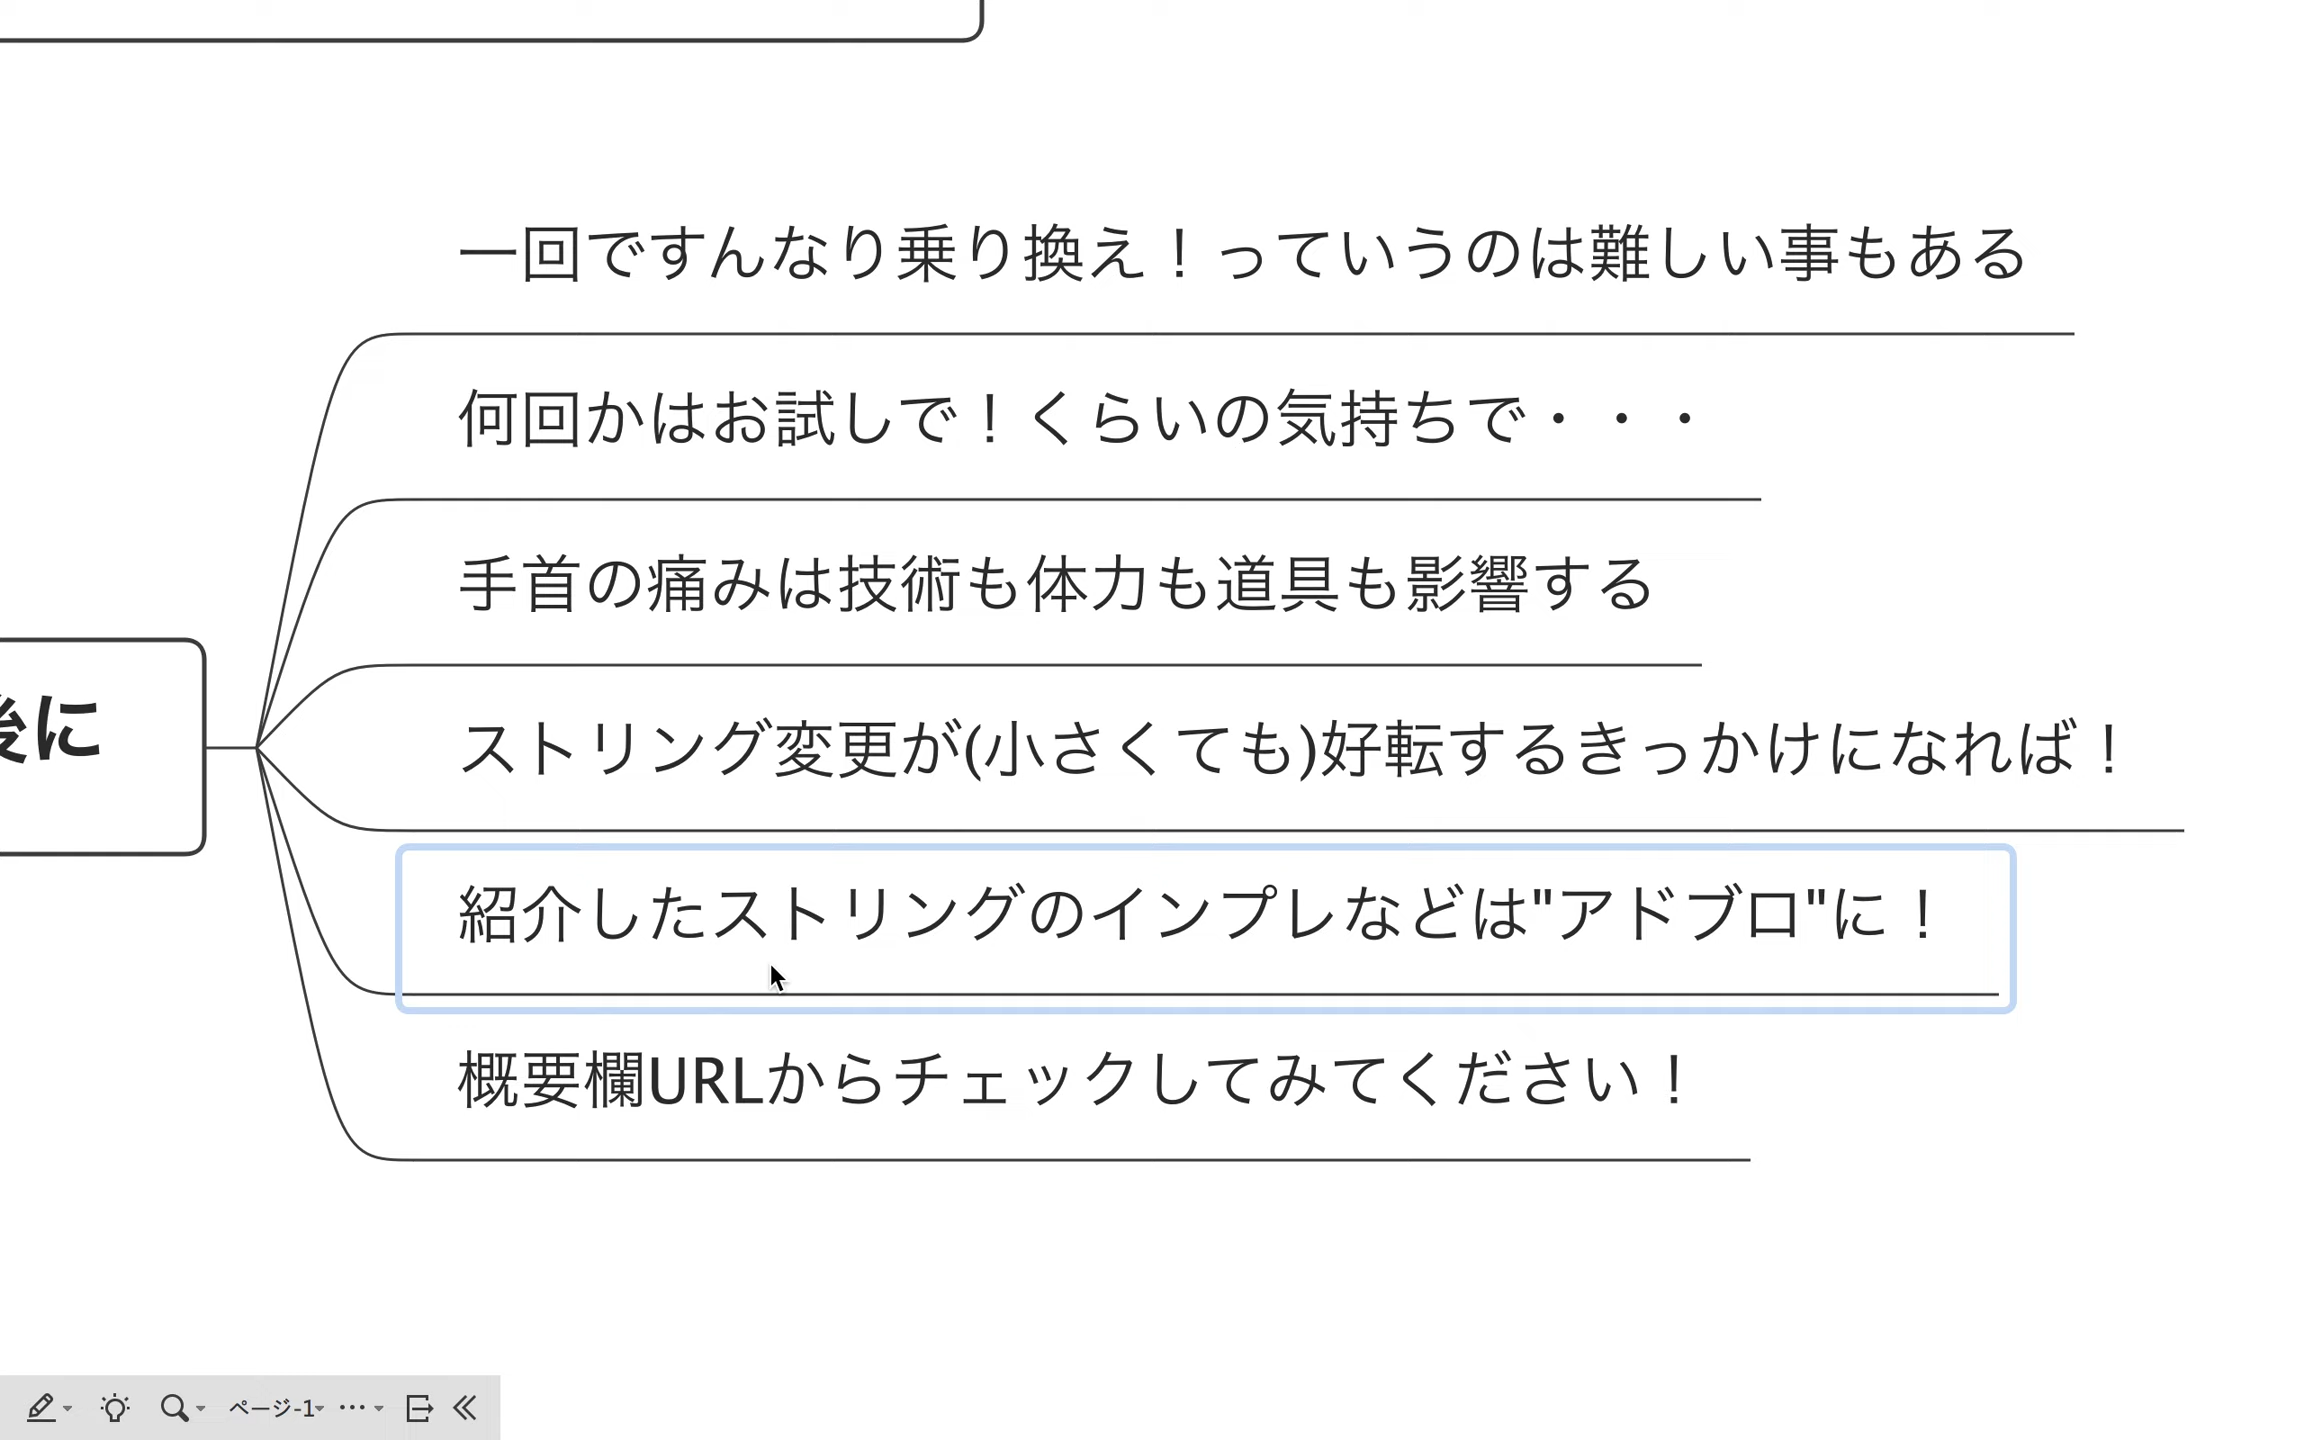 一回ですんなり乗り換え！っていうのは難しい事もある
何回かはお試しで！くらいの気持ちで・・・
手首の痛みは技術も体力も道具も影響する
後に
ストリング変更が(小さくても)好転するきっかけになれば！
紹介したストリングのインプレなどは"アドブロ"に！
概要欄URLからチェックしてみてください！
ページ-1